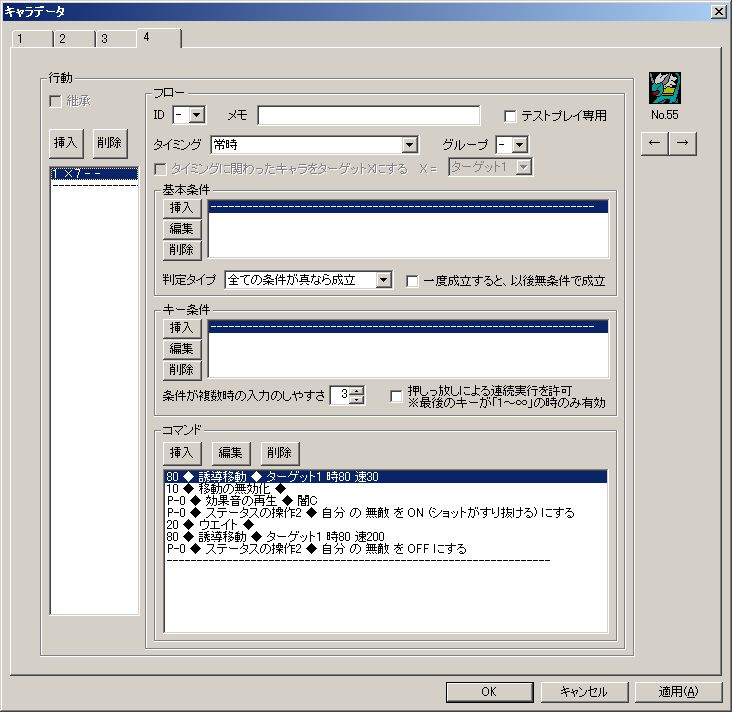 キャラデータ
1
2
3
4
行動
継承
挿入
削除
1 ×7 - -
フロー
ID
-
メモ
テストプレイ専用
タイミング
常時
グループ
-
タイミングに関わったキャラをターゲットXにする X =
ターゲット1
基本条件
挿入
編集
削除
判定タイプ
全ての条件が真なら成立
一度成立すると、以後無条件で成立
キー条件
挿入
編集
削除
条件が複数時の入力のしやすさ
3
押しっ放しによる連続実行を許可
※最後のキーが「1～∞」の時のみ有効
コマンド
挿入
編集
削除
80 ◆ 誘導移動 ◆ ターゲット1 時80 速30
10 ◆ 移動の無効化 ◆
P-0 ◆ 効果音の再生 ◆ 闇C
P-0 ◆ ステータスの操作2 ◆ 自分 の 無敵 を ON (ショットがすり抜ける) にする
20 ◆ ウエイト ◆
80 ◆ 誘導移動 ◆ ターゲット1 時80 速200
P-0 ◆ ステータスの操作2 ◆ 自分 の 無敵 を OFF にする
No.55
←
→
OK
キャンセル
適用(A)